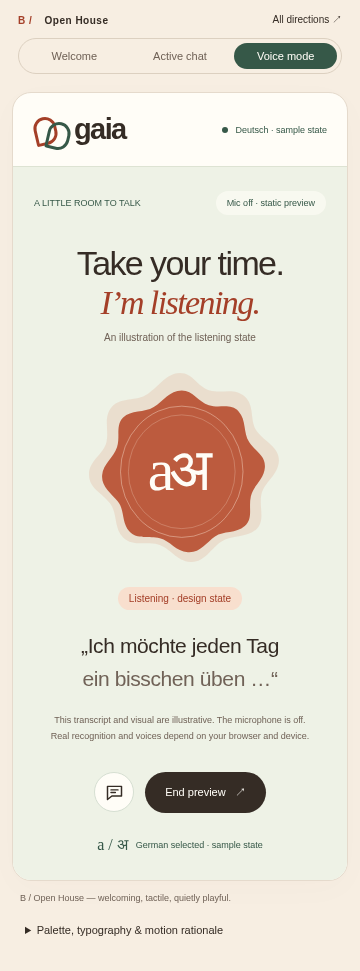 B / Open House
All directions ↗
Welcome Active chat Voice mode
gaia
Deutsch · sample state
A LITTLE ROOM TO TALK
Mic off · static preview
Take your time.
I’m listening.
An illustration of the listening state
aअ
Listening · design state
„Ich möchte jeden Tag
ein bisschen üben …“
This transcript and visual are illustrative. The microphone is off.
Real recognition and voices depend on your browser and device.
End preview ↗
a / अ German selected · sample state
B / Open House — welcoming, tactile, quietly playful.
Palette, typography & motion rationale